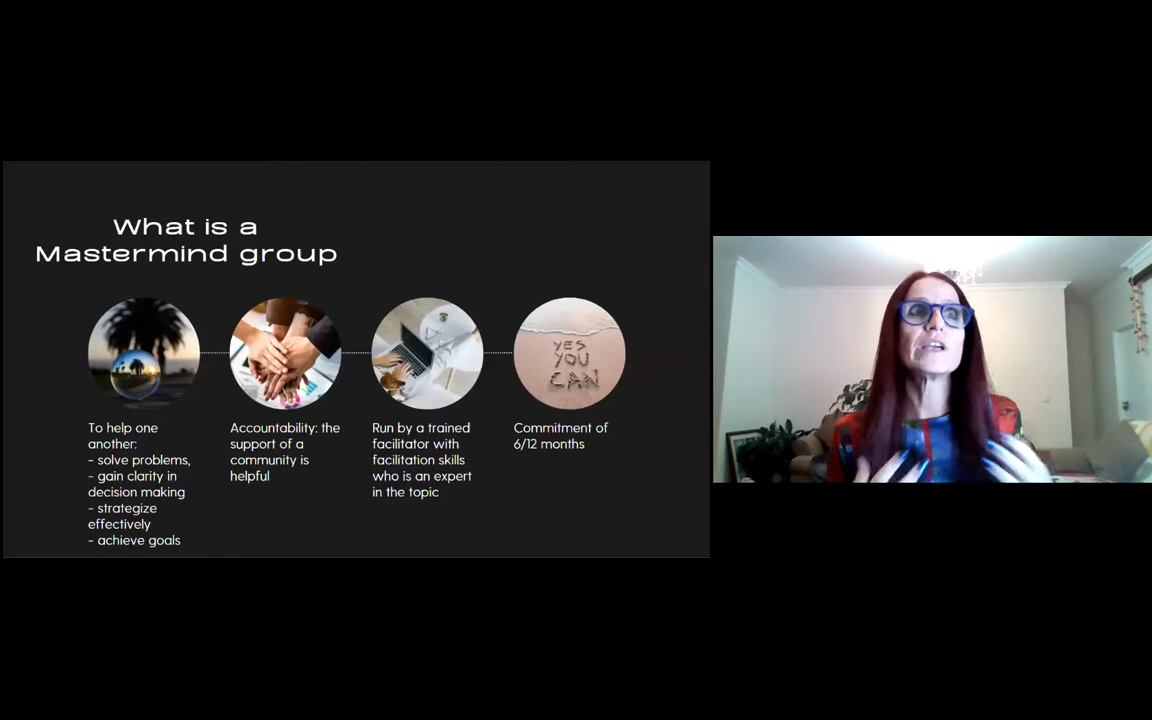 What is a
Mastermind group
YES
YOU
CAN
To help one
another:
- solve problems,
- gain clarity in
decision making
- strategize
effectively
- achieve goals
Accountability: the
support of a
community is
helpful
Run by a trained
facilitator with
facilitation skills
who is an expert
in the topic
Commitment of
6/12 months